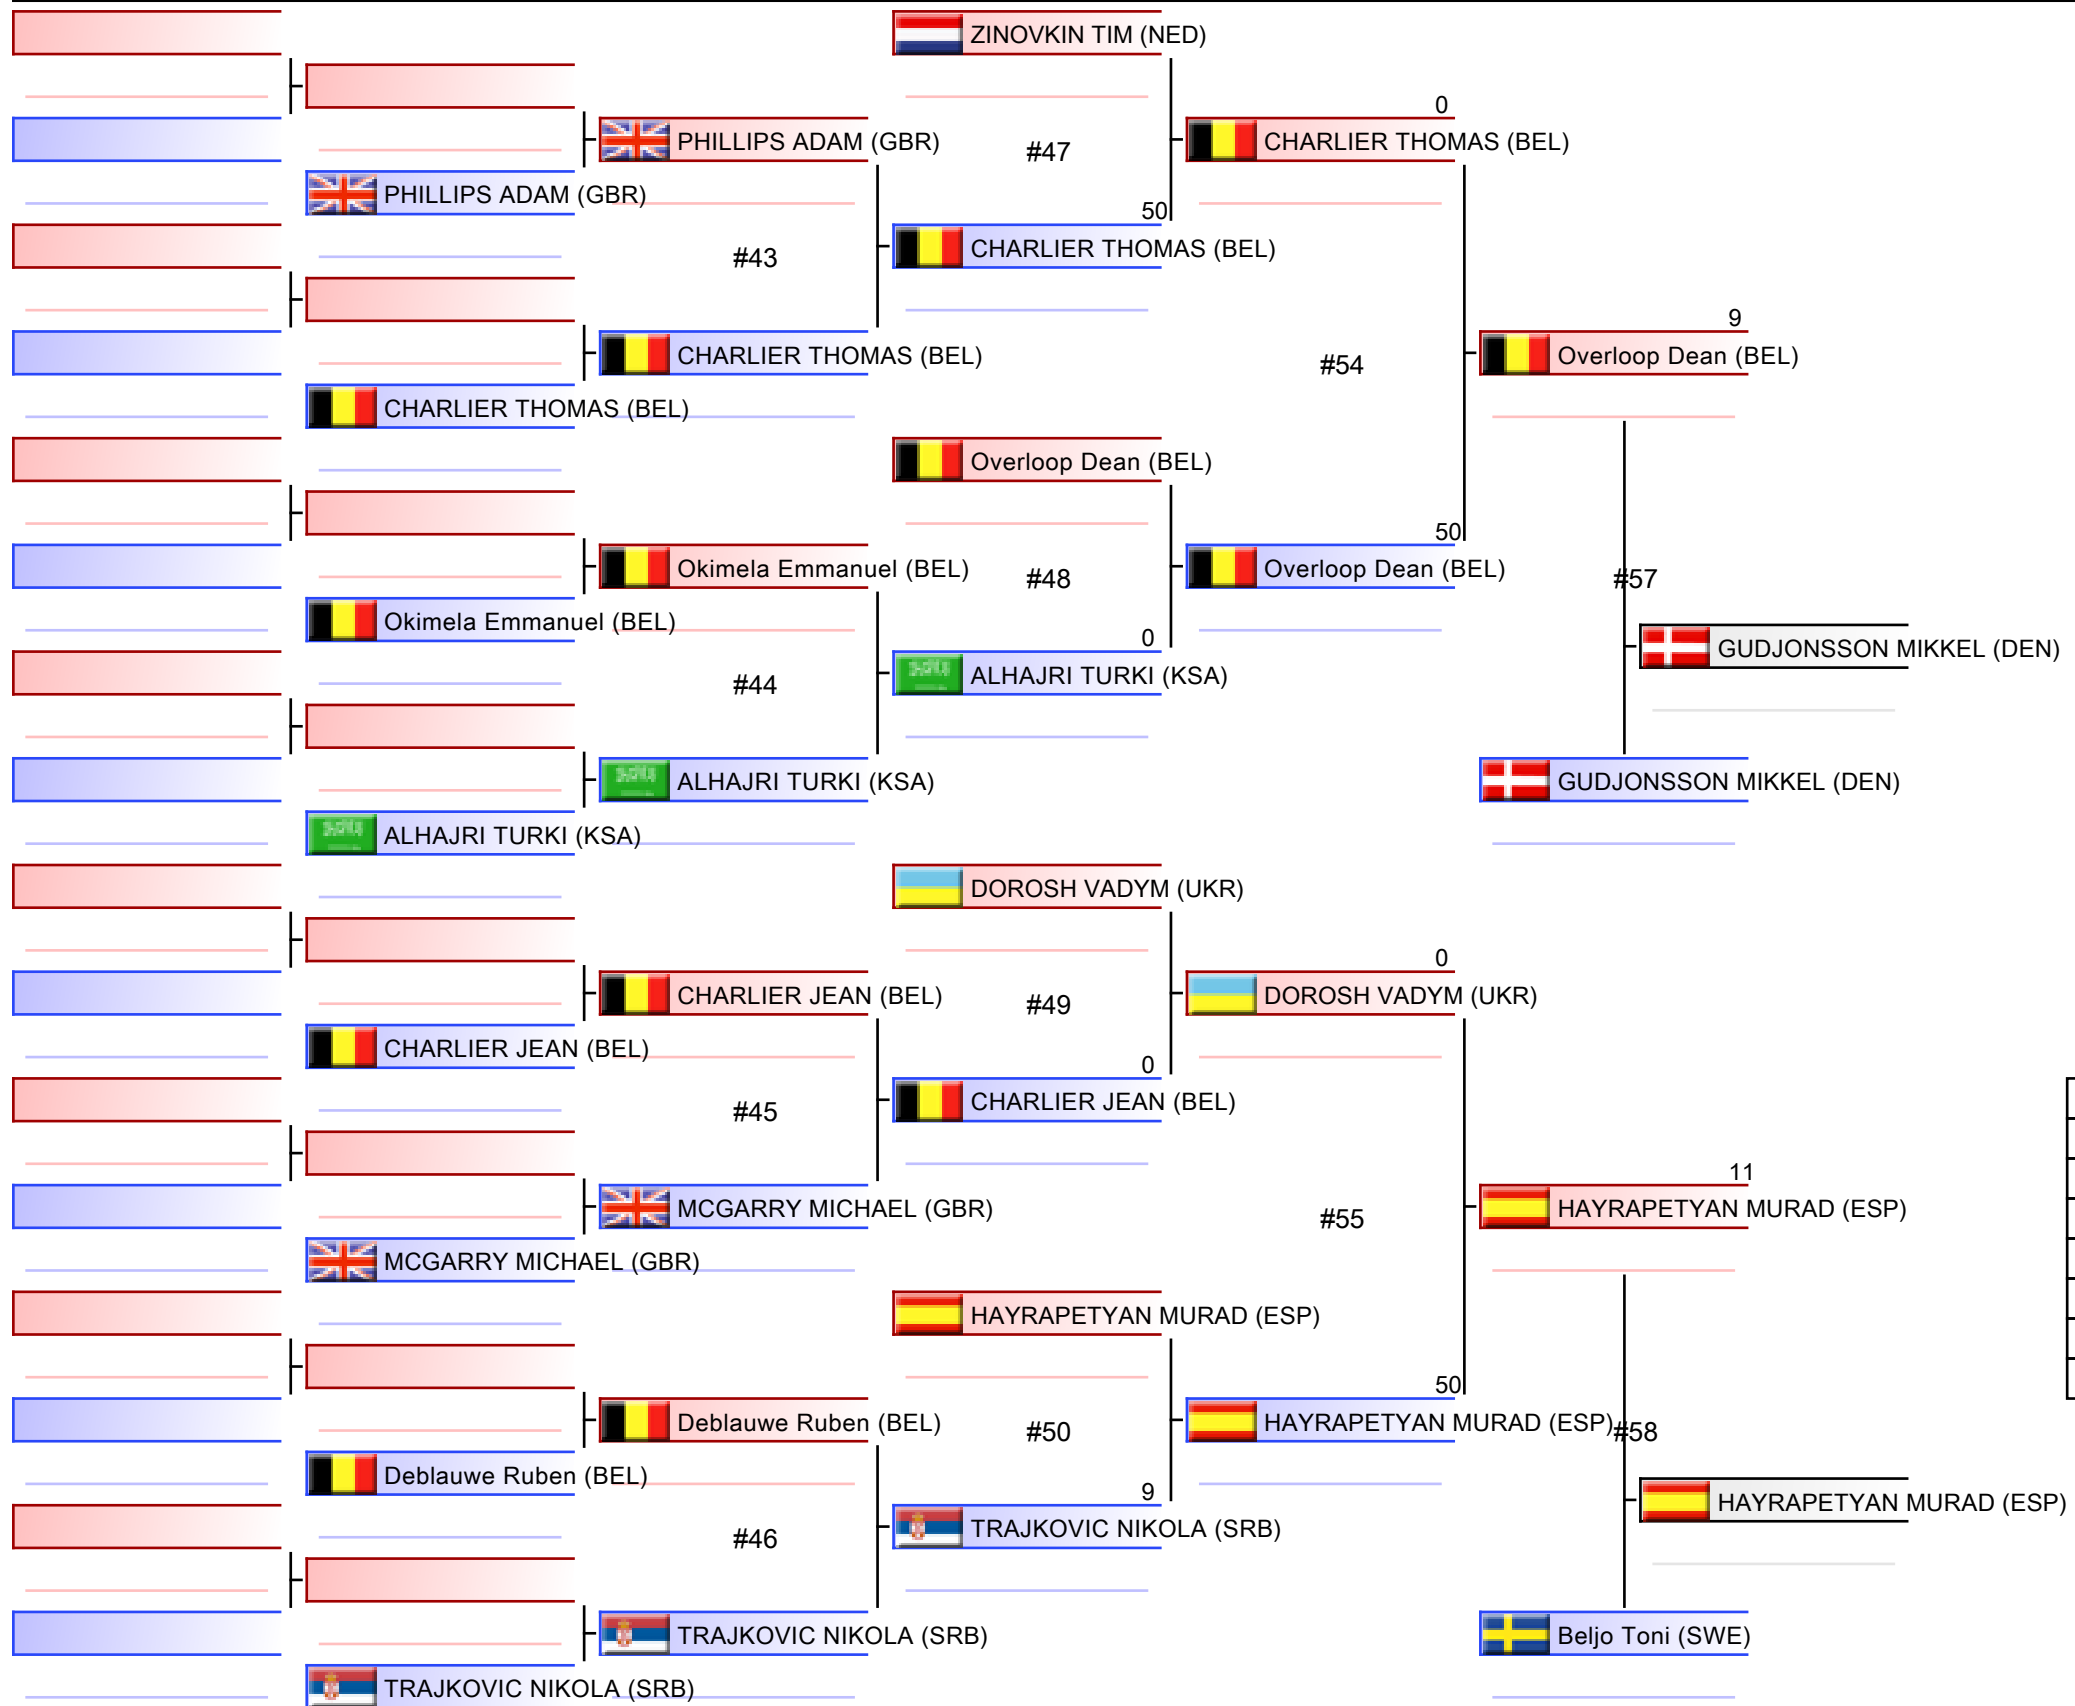 ZINOVKIN TIM (NED)
0
PHILLIPS ADAM (GBR)
#47
CHARLIER THOMAS (BEL)
PHILLIPS ADAM (GBR)
50
#43
CHARLIER THOMAS (BEL)
9
CHARLIER THOMAS (BEL)
#54
Overloop Dean (BEL)
CHARLIER THOMAS (BEL)
Overloop Dean (BEL)
50
Okimela Emmanuel (BEL)
#48
Overloop Dean (BEL)
#57
Okimela Emmanuel (BEL)
0
GUDJONSSON MIKKEL (DEN)
#44
ALHAJRI TURKI (KSA)
ALHAJRI TURKI (KSA)
GUDJONSSON MIKKEL (DEN)
ALHAJRI TURKI (KSA)
DOROSH VADYM (UKR)
0
CHARLIER JEAN (BEL)
#49
DOROSH VADYM (UKR)
CHARLIER JEAN (BEL)
0
#45
CHARLIER JEAN (BEL)
11
MCGARRY MICHAEL (GBR)
#55
HAYRAPETYAN MURAD (ESP)
MCGARRY MICHAEL (GBR)
HAYRAPETYAN MURAD (ESP)
50
Deblauwe Ruben (BEL)
#50
HAYRAPETYAN MURAD (ESP)
#58
Deblauwe Ruben (BEL)
9
HAYRAPETYAN MURAD (ESP)
#46
TRAJKOVIC NIKOLA (SRB)
TRAJKOVIC NIKOLA (SRB)
Beljo Toni (SWE)
TRAJKOVIC NIKOLA (SRB)